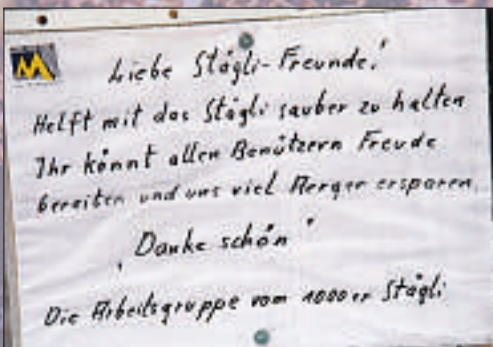 Liebe Stägli-Freunde!
Helft mit das Stägli sauber zu halten
Ihr könnt allen Benützern Freude
bereiten und uns viel Aerger ersparen.
"Danke schön"
Die Arbeitsgruppe vom 1000er Stägli